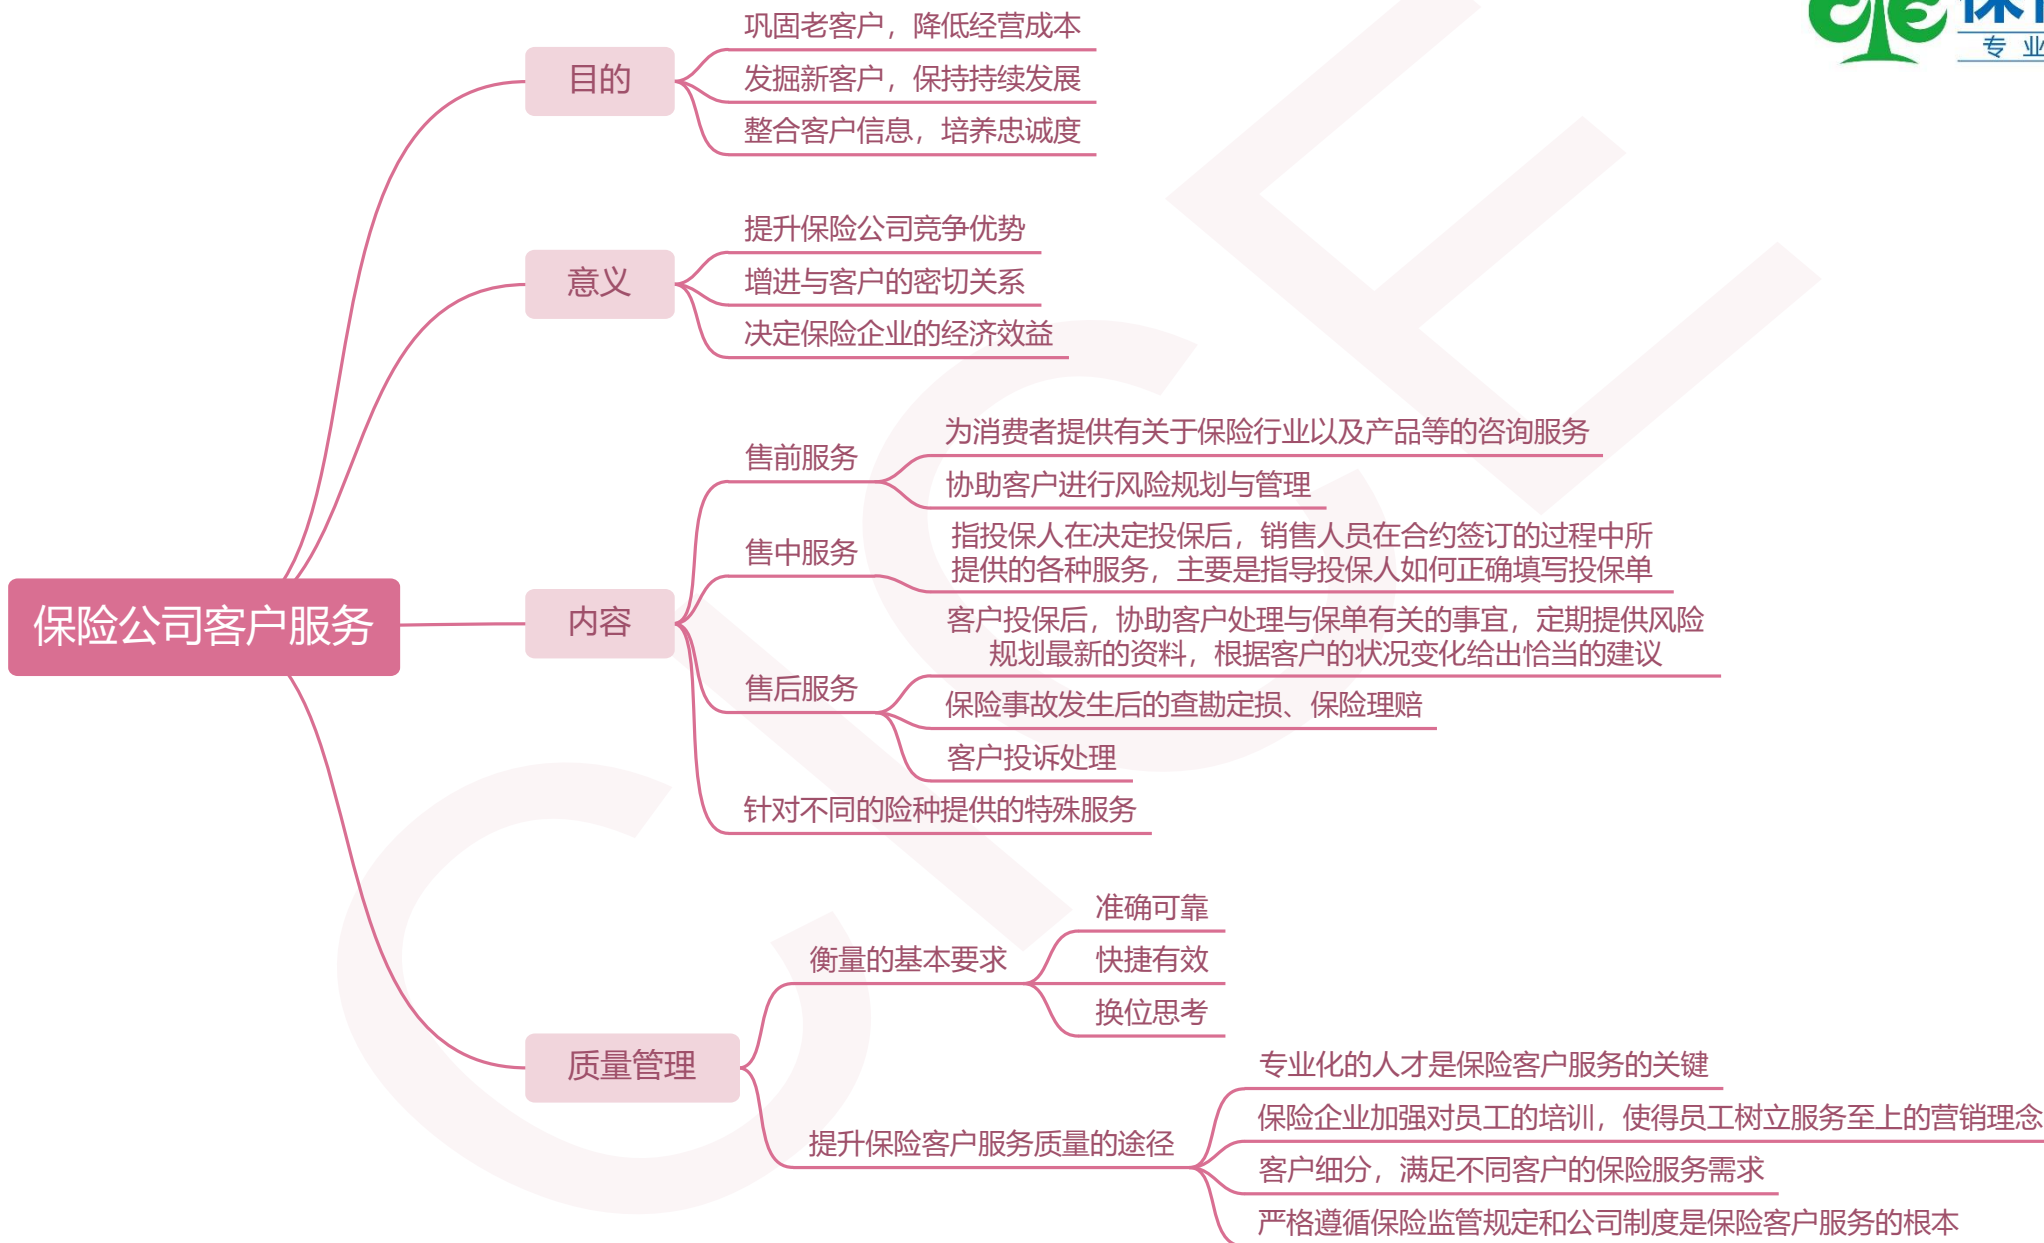 专业
目的
巩固老客户，降低经营成本
发掘新客户，保持持续发展
整合客户信息，培养忠诚度
意义
提升保险公司竞争优势
增进与客户的密切关系
决定保险企业的经济效益
保险公司客户服务
内容
售前服务
为消费者提供有关于保险行业以及产品等的咨询服务
协助客户进行风险规划与管理
售中服务
指投保人在决定投保后，销售人员在合约签订的过程中所
提供的各种服务，主要是指导投保人如何正确填写投保单
售后服务
客户投保后，协助客户处理与保单有关的事宜，定期提供风险
规划最新的资料，根据客户的状况变化给出恰当的建议
保险事故发生后的查勘定损、保险理赔
客户投诉处理
针对不同的险种提供的特殊服务
质量管理
衡量的基本要求
准确可靠
快捷有效
换位思考
提升保险客户服务质量的途径
专业化的人才是保险客户服务的关键
保险企业加强对员工的培训，使得员工树立服务至上的营销理念
客户细分，满足不同客户的保险服务需求
严格遵循保险监管规定和公司制度是保险客户服务的根本
CICE